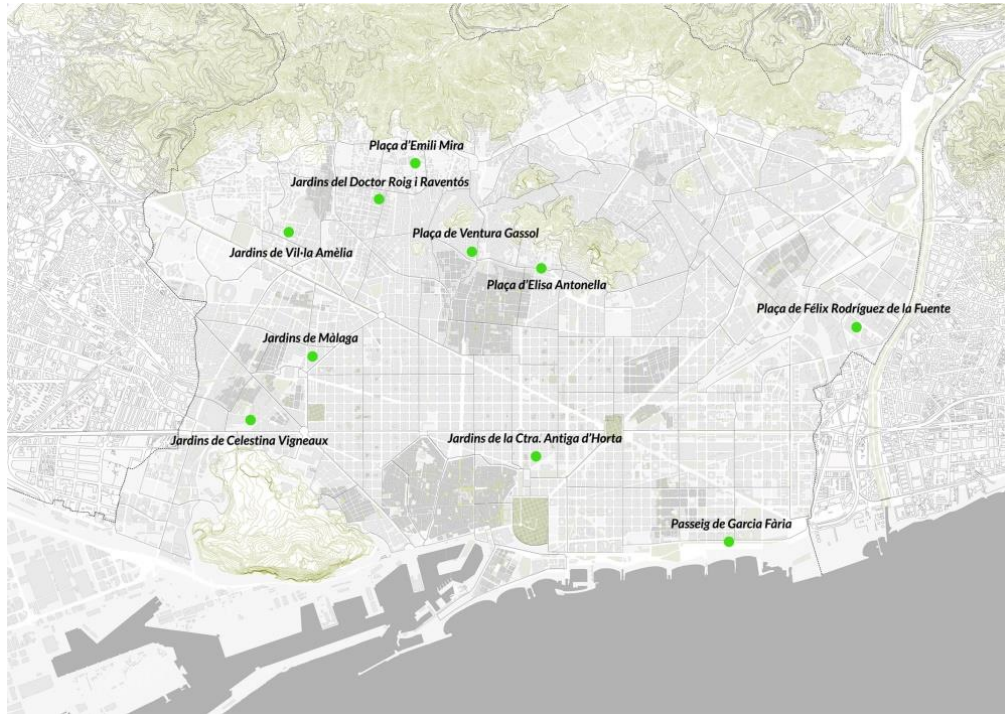 Plaça d'Emili Mira
Jardins del Doctor Roig i Raventós
Plaça de Ventura Gassol
Jardins de Vil·la Amèlia
Plaça d'Elisa Antonella
Plaça de Félix Rodríguez de la Fuente
Jardins de Màlaga
Jardins de Celestina Vigneaux
Jardins de la Ctra. Antiga d'Horta
Passeig de Garcia Fària